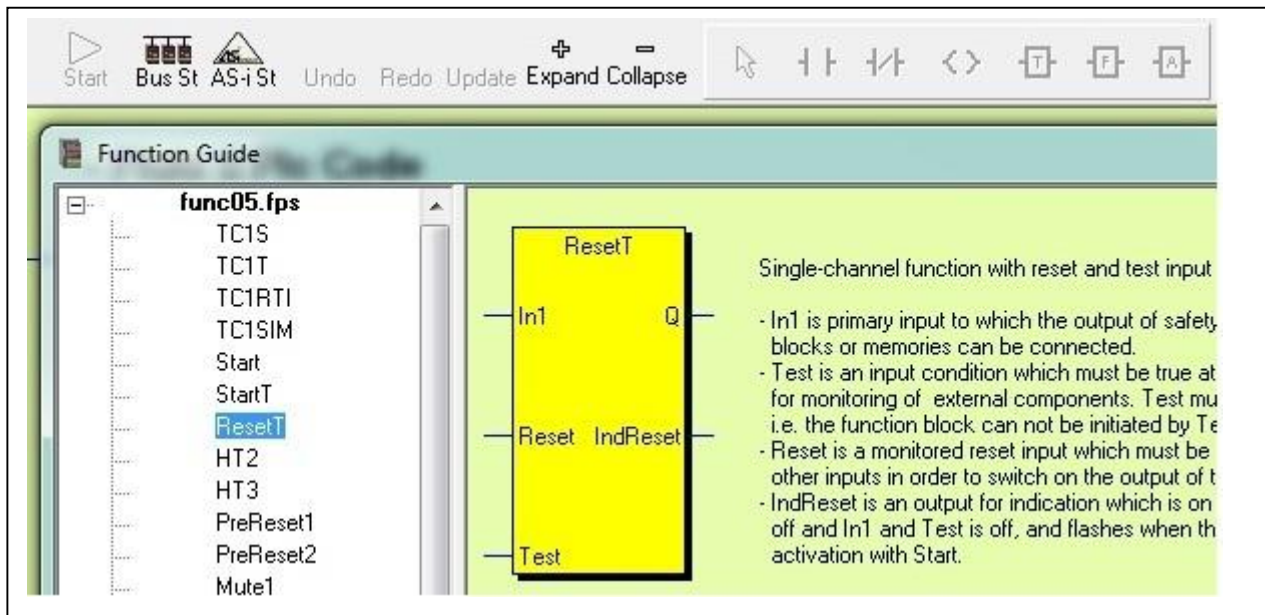 Start Bus St AS-i St Undo Redo Update Expand Collapse
T F A
Function Guide
func05.fps
TC1S
TC1T
TC1RTI
TC1SIM
Start
StartT
ResetT
HT2
HT3
PreReset1
PreReset2
Mute1
ResetT
In1 Q
Reset IndReset
Test
Single-channel function with reset and test input
- In1 is primary input to which the output of safety
blocks or memories can be connected.
- Test is an input condition which must be true at
for monitoring of external components. Test mu
i.e. the function block can not be initiated by Te
- Reset is a monitored reset input which must be
other inputs in order to switch on the output of t
- IndReset is an output for indication which is on
off and In1 and Test is off, and flashes when th
activation with Start.